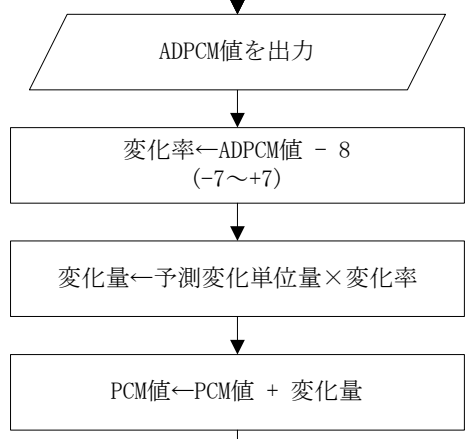 ADPCM値を出力
変化率←ADPCM値 - 8
(-7～+7)
変化量←予測変化単位量×変化率
PCM値←PCM値 + 変化量